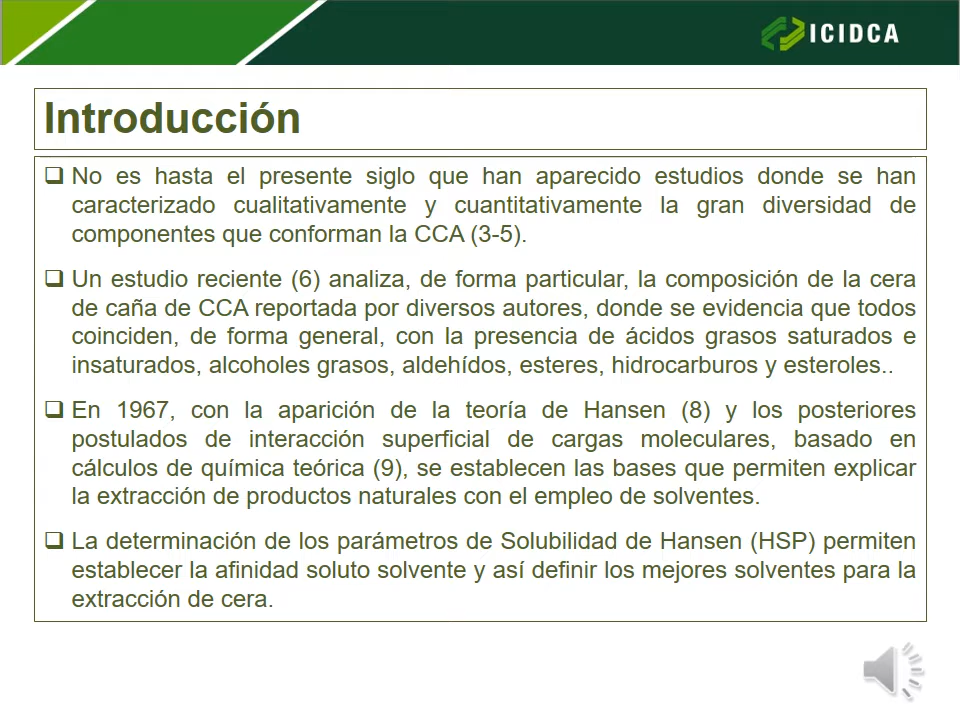 ICIDCA
Introducción
❑ No es hasta el presente siglo que han aparecido estudios donde se han
caracterizado cualitativamente y cuantitativamente la gran diversidad de
componentes que conforman la CCA (3-5).
❑ Un estudio reciente (6) analiza, de forma particular, la composición de la cera
de caña de CCA reportada por diversos autores, donde se evidencia que todos
coinciden, de forma general, con la presencia de ácidos grasos saturados e
insaturados, alcoholes grasos, aldehídos, esteres, hidrocarburos y esteroles..
❑ En 1967, con la aparición de la teoría de Hansen (8) y los posteriores
postulados de interacción superficial de cargas moleculares, basado en
cálculos de química teórica (9), se establecen las bases que permiten explicar
la extracción de productos naturales con el empleo de solventes.
❑ La determinación de los parámetros de Solubilidad de Hansen (HSP) permiten
establecer la afinidad soluto solvente y así definir los mejores solventes para la
extracción de cera.